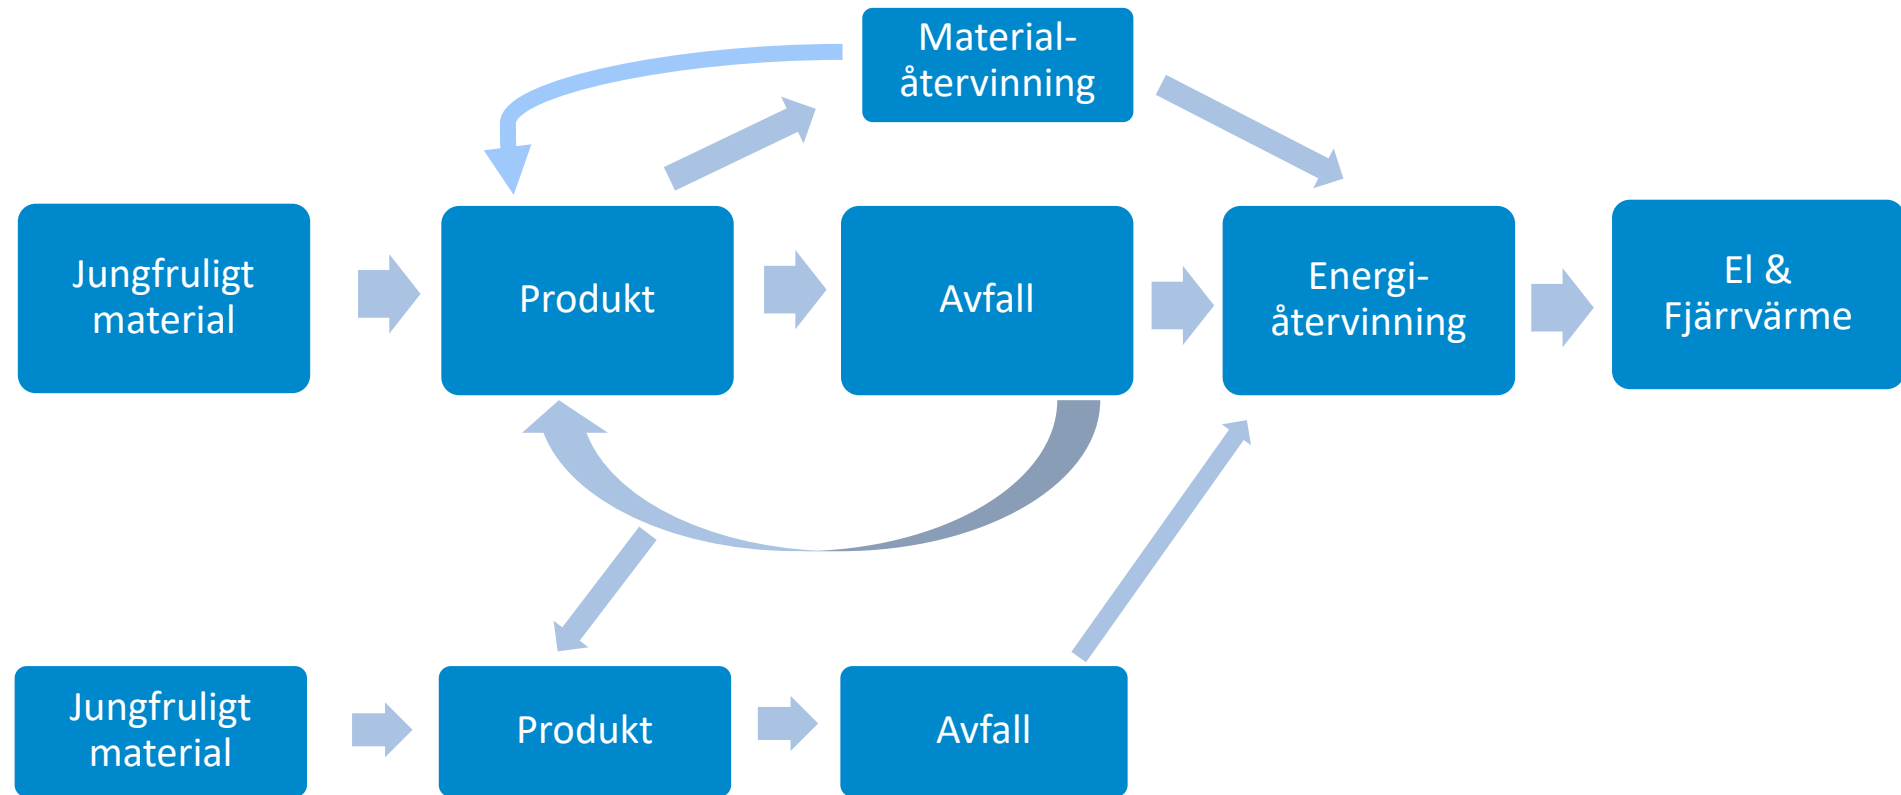 Material-
återvinning
Jungfruligt
material
Produkt
Avfall
Energi-
återvinning
El &
Fjärrvärme
Jungfruligt
material
Produkt
Avfall